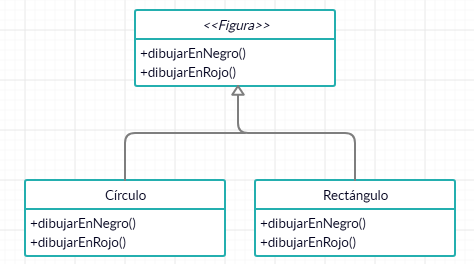 <<Figura>>
+dibujarEnNegro()
+dibujarEnRojo()
Círculo
+dibujarEnNegro()
+dibujarEnRojo()
Rectángulo
+dibujarEnNegro()
+dibujarEnRojo()